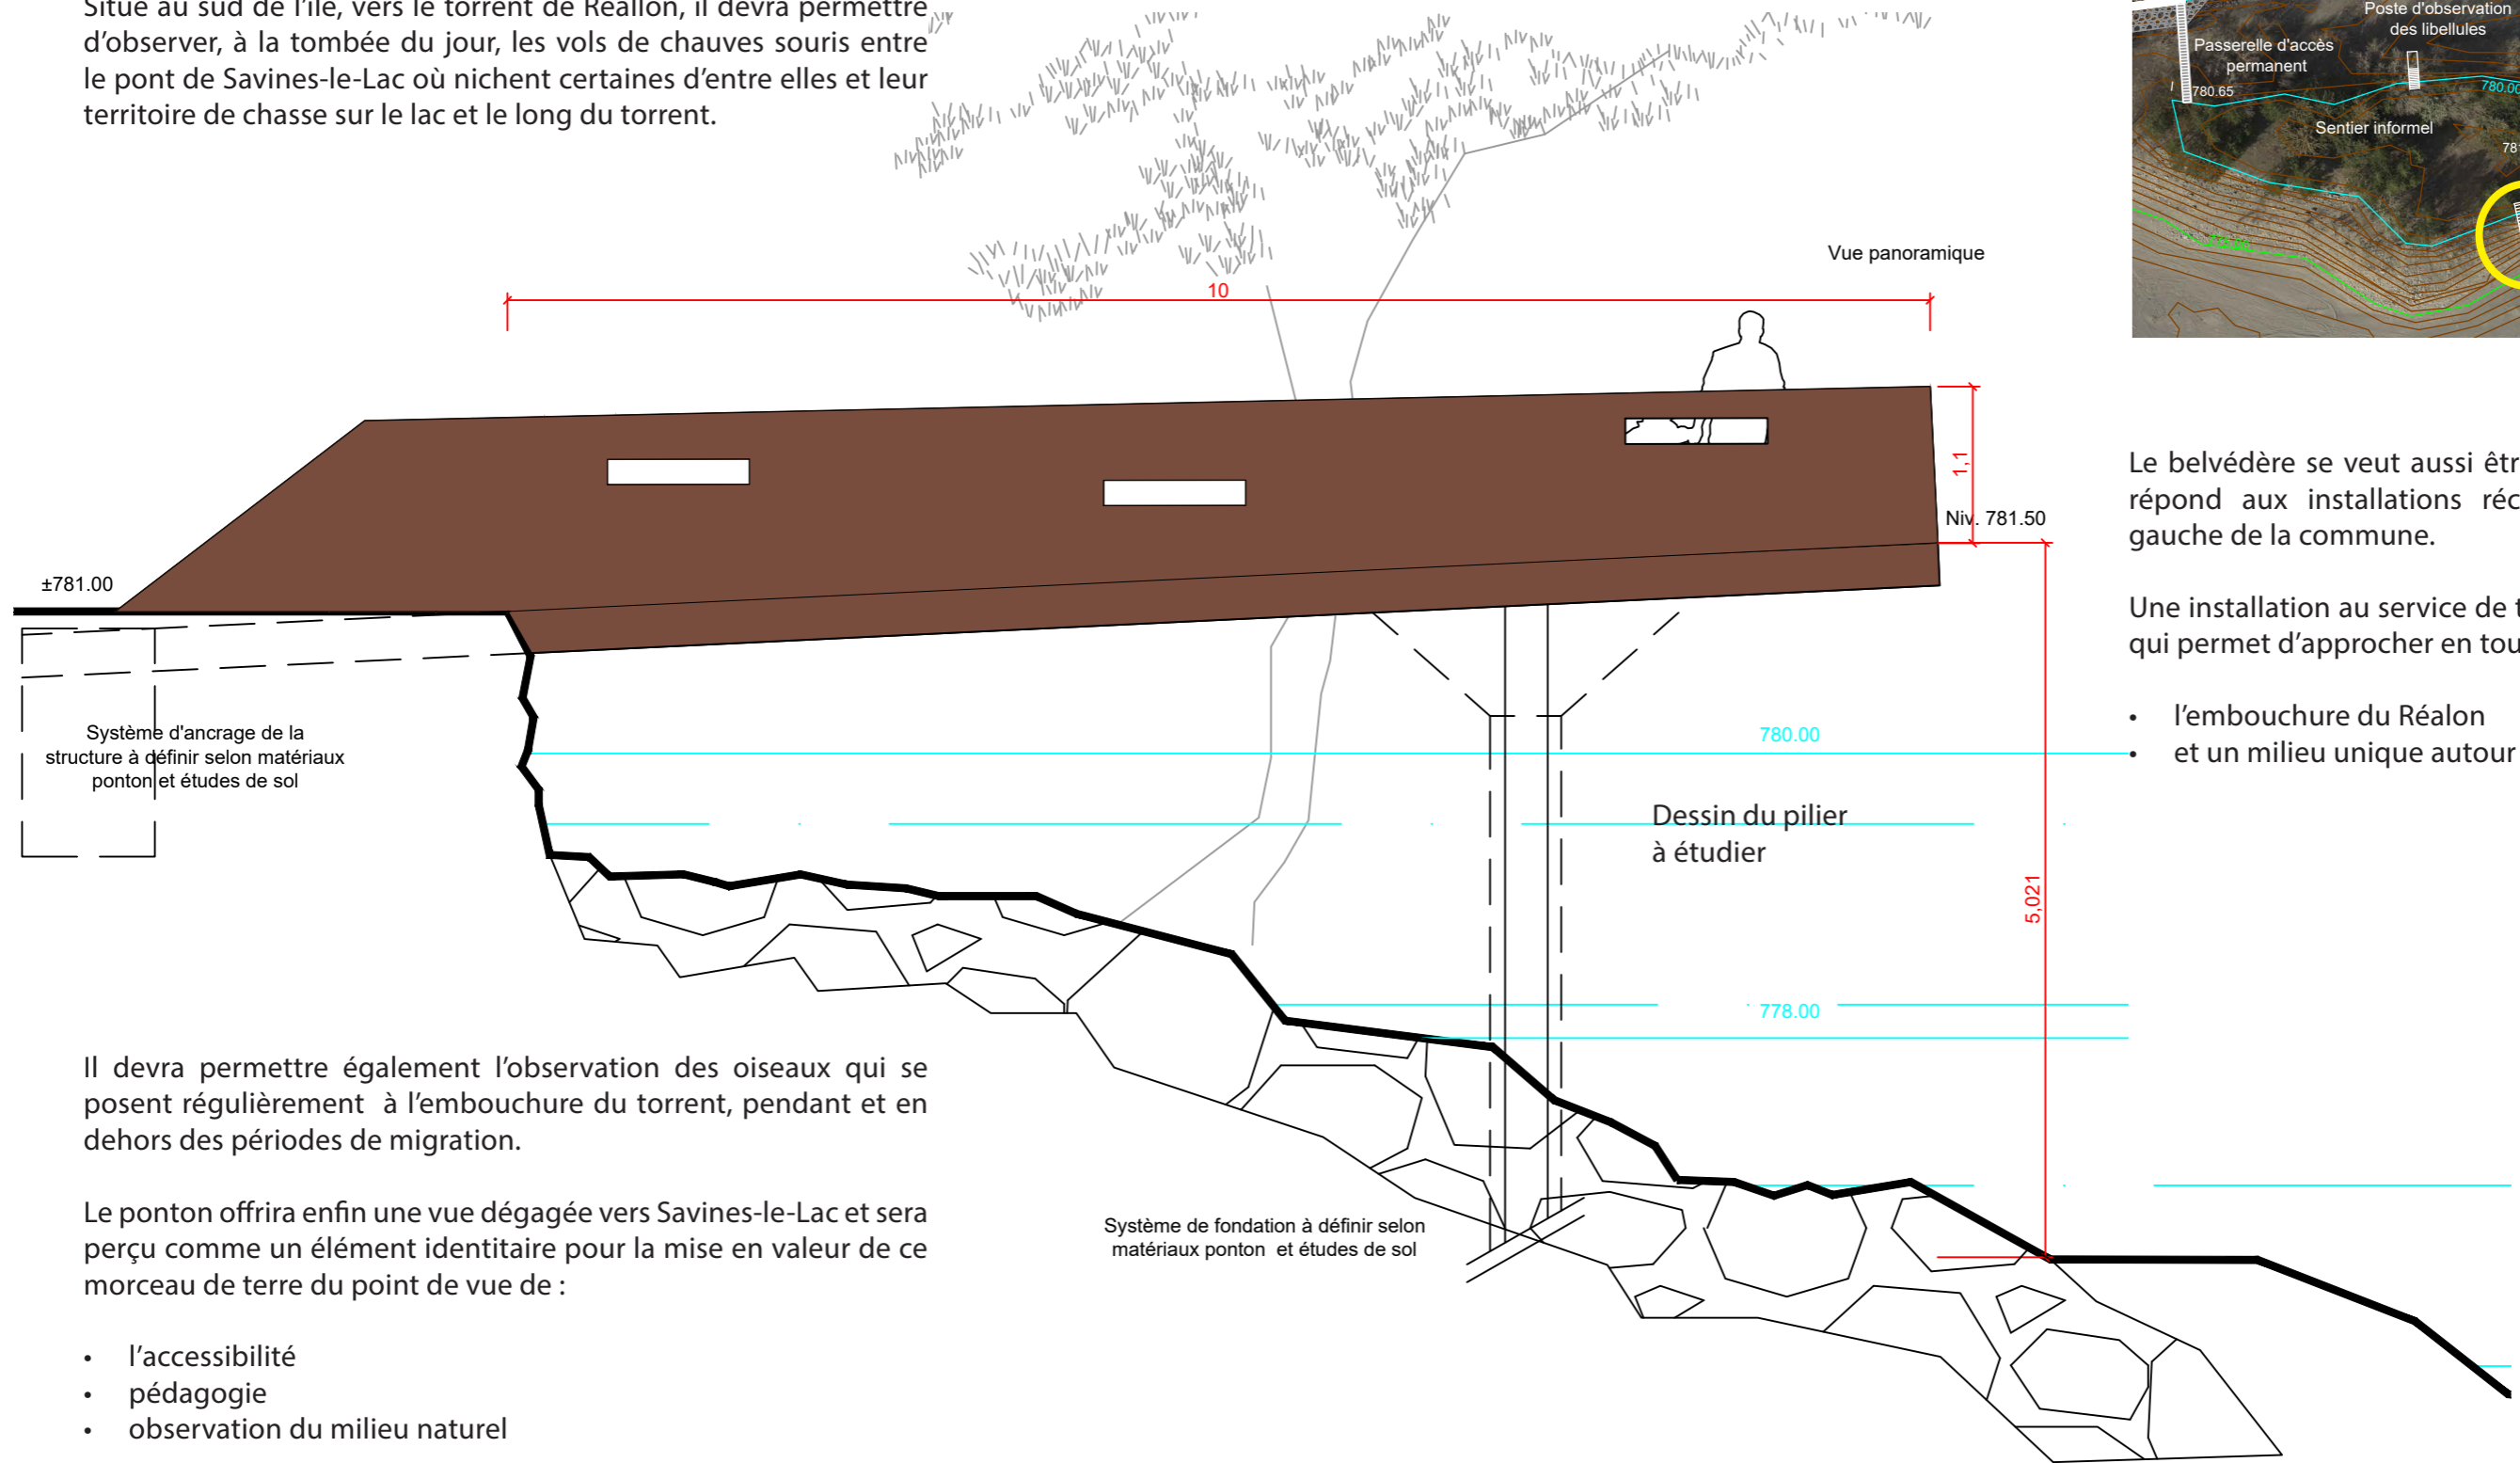 Situé au sud de l'île, vers le torrent de Réallon, il devra permettre
d'observer, à la tombée du jour, les vols de chauves souris entre
le pont de Savines-le-Lac où nichent certaines d'entre elles et leur
territoire de chasse sur le lac et le long du torrent.
Poste d'observation
des libellules
Passerelle d'accès
permanent
780.65
780.00
Sentier informel
Vue panoramique
10
1,1
Niv. 781.50
±781.00
Système d'ancrage de la
structure à définir selon matériaux
ponton et études de sol
780.00
Dessin du pilier
à étudier
5,021
778.00
Système de fondation à définir selon
matériaux ponton et études de sol
Le belvédère se veut aussi
répond aux installations
gauche de la commune.
Une installation au service de
qui permet d'approcher en
• l'embouchure du Réalon
• et un milieu unique autour
Il devra permettre également l'observation des oiseaux qui se
posent régulièrement à l'embouchure du torrent, pendant et en
dehors des périodes de migration.
Le ponton offrira enfin une vue dégagée vers Savines-le-Lac et sera
perçu comme un élément identitaire pour la mise en valeur de ce
morceau de terre du point de vue de :
• l'accessibilité
• pédagogie
• observation du milieu naturel